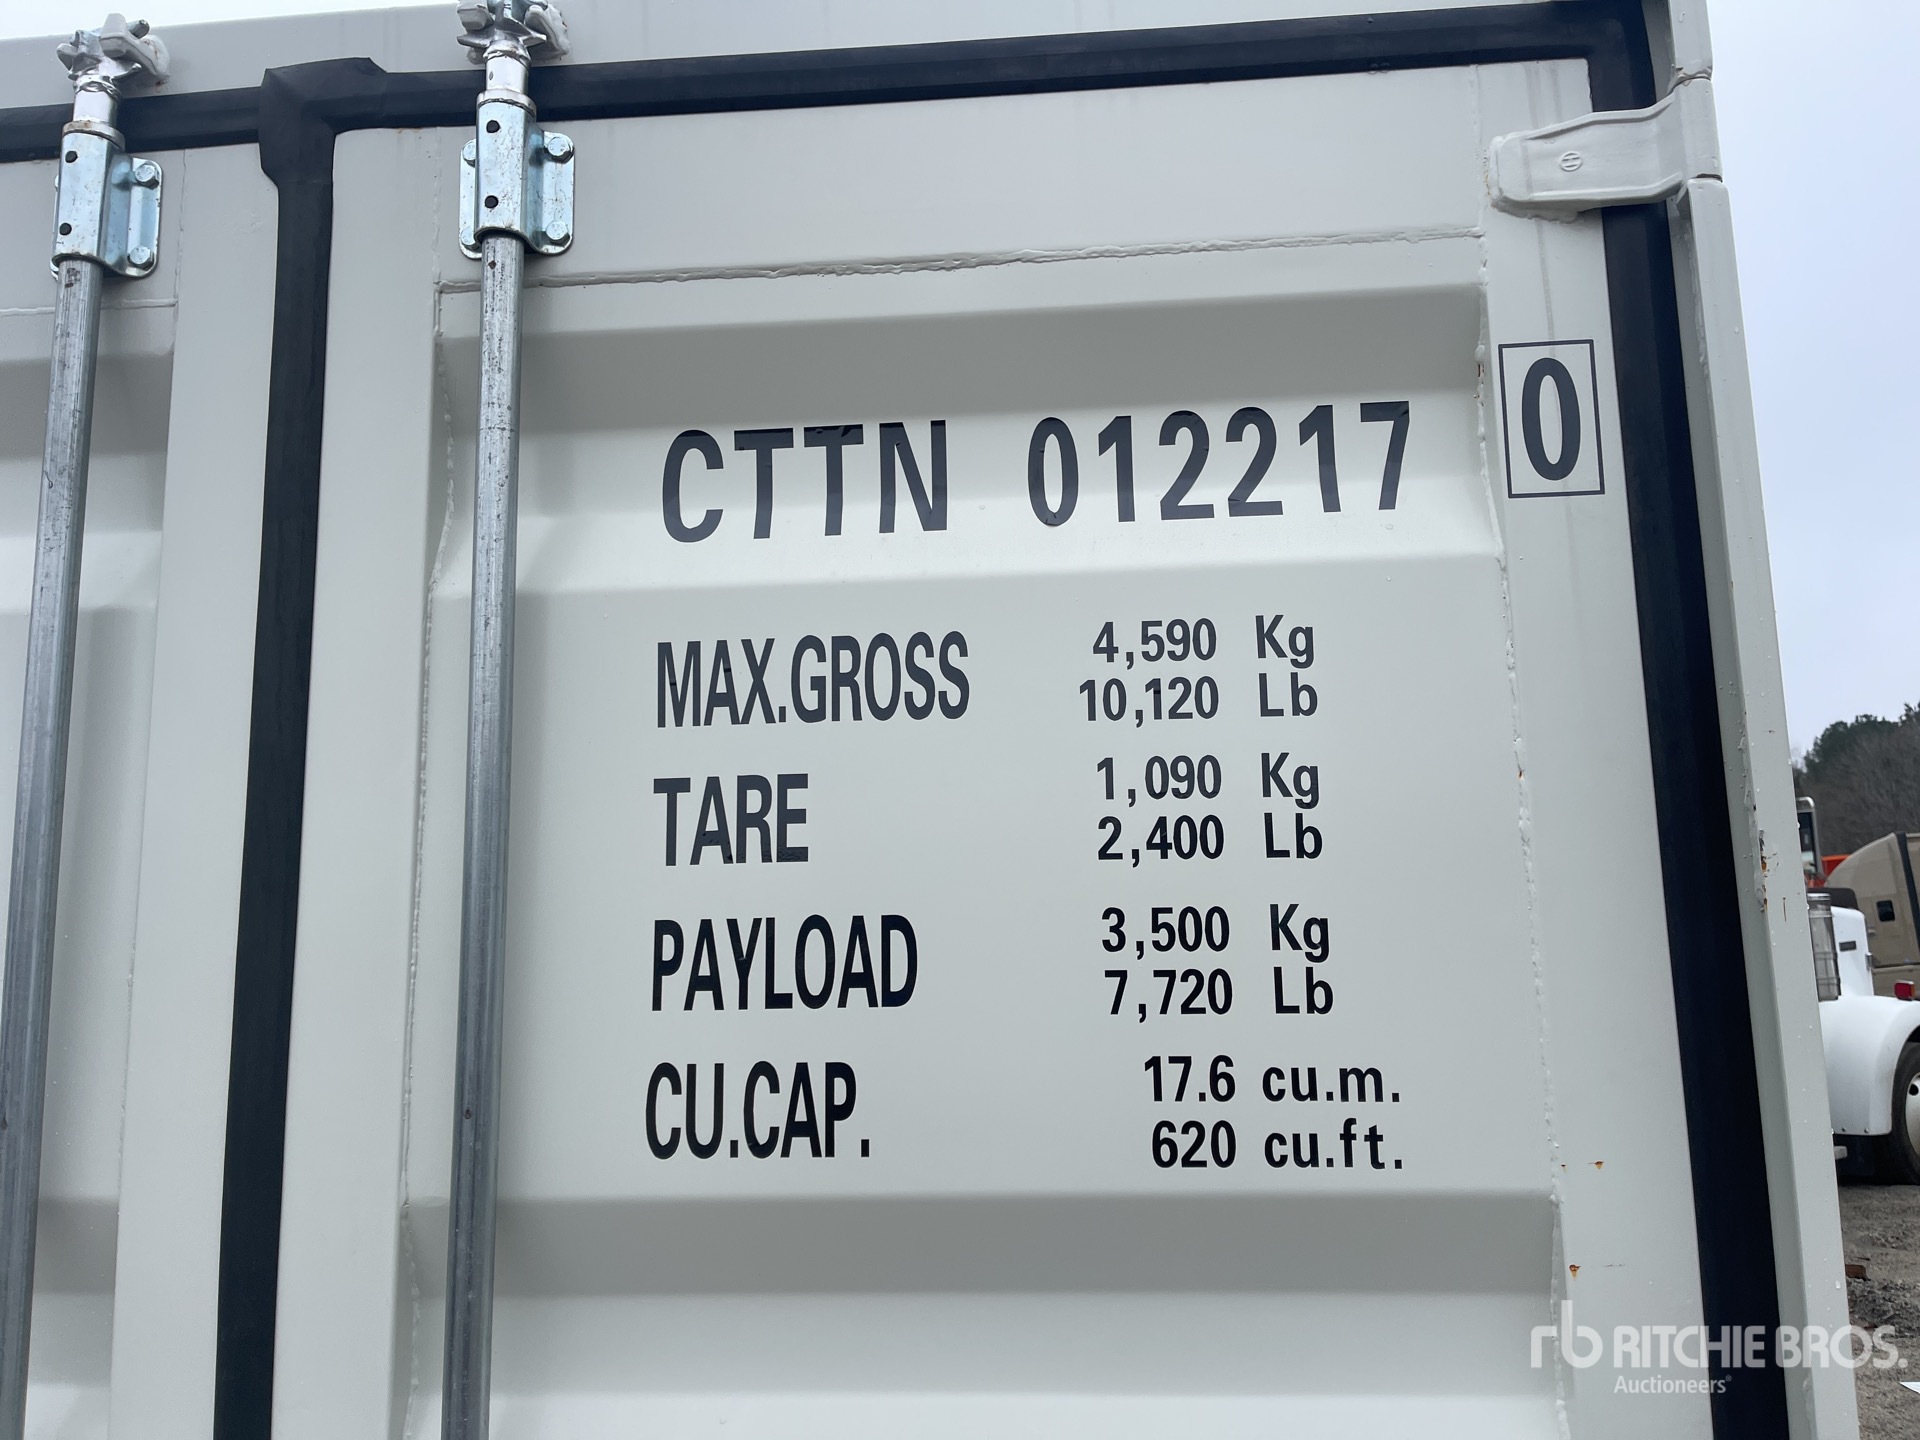 CTTN 012217 0
MAX.GROSS 4,590 Kg
10,120 Lb
TARE 1,090 Kg
2,400 Lb
PAYLOAD 3,500 Kg
7,720 Lb
CU.CAP. 17.6 cu.m.
620 cu.ft.
rb RITCHIE BROS.
Auctioneers®